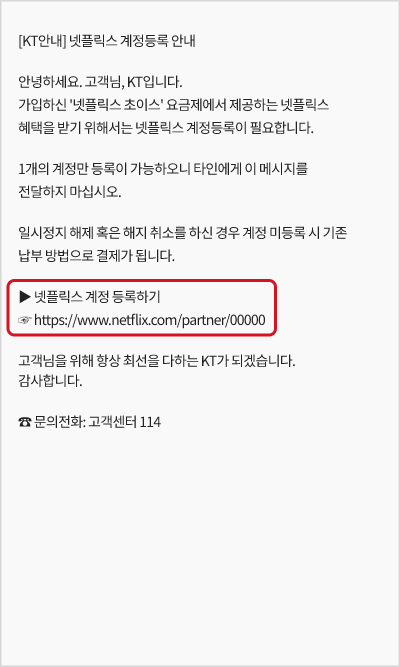 [KT안내] 넷플릭스 계정등록 안내
안녕하세요. 고객님, KT입니다.
가입하신 '넷플릭스 초이스' 요금제에서 제공하는 넷플릭스
혜택을 받기 위해서는 넷플릭스 계정등록이 필요합니다.
1개의 계정만 등록이 가능하오니 타인에게 이 메시지를
전달하지 마십시오.
일시정지 해제 혹은 해지 취소를 하신 경우 계정 미등록 시 기존
납부 방법으로 결제가 됩니다.
▶ 넷플릭스 계정 등록하기
☞ https://www.netflix.com/partner/00000
고객님을 위해 항상 최선을 다하는 KT가 되겠습니다.
감사합니다.
☎ 문의전화: 고객센터 114